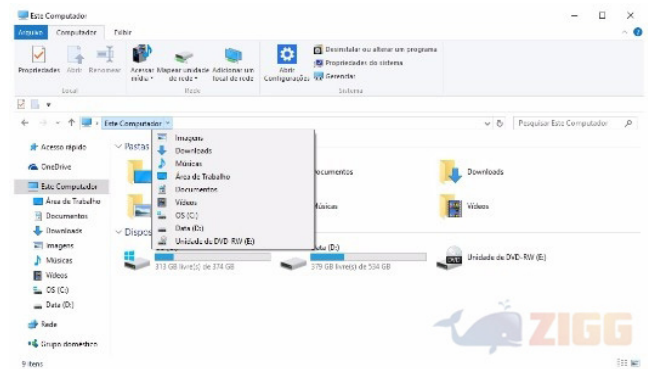 Este Computador
Arquivo Computador Exibir
Propriedades Abrir Renomear Acessar mídia Mapear unidade de rede Adicionar um local de rede Abrir Configurações
Desinstalar ou alterar um programa
Propriedades do sistema
Gerenciar
Local Rede Sistema
Este Computador
Pesquisar Este Computador
Acesso rápido
OneDrive
Este Computador
Área de Trabalho
Documentos
Downloads
Imagens
Músicas
Vídeos
OS (C:)
Data (D:)
Rede
Grupo doméstico
Pastas
Imagens
Downloads
Músicas
Área de Trabalho
Documentos
Vídeos
OS (C:)
Data (D:)
Unidade de DVD-RW (E:)
ocumentos
Downloads
úsicas
Vídeos
Dispos
313 GB livre(s) de 374 GB
Data (D:)
379 GB livre(s) de 534 GB
DVD
Unidade de DVD-RW (E:)
ZIGG
9 itens